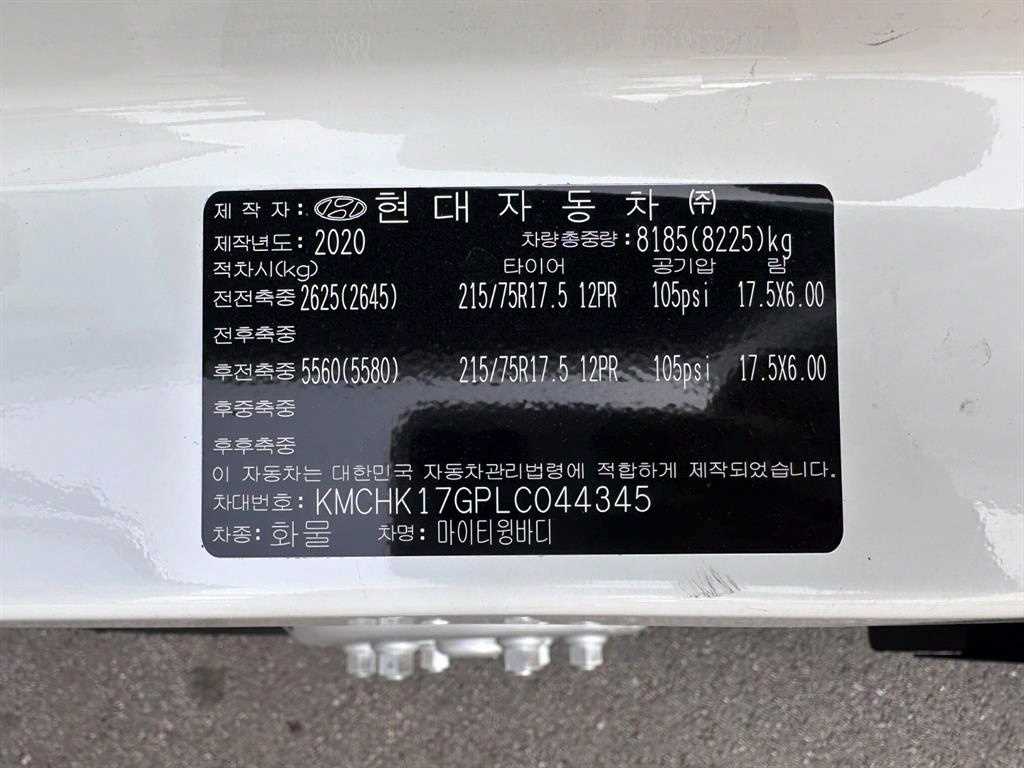 제 작 자: 현 대 자 동 차 ㈜
제작년도: 2020 차량총중량: 8185(8225)kg
적차시(kg) 타이어 공기압 림
전전축중 2625(2645) 215/75R17.5 12PR 105psi 17.5X6.00
전후축중
후전축중 5560(5580) 215/75R17.5 12PR 105psi 17.5X6.00
후중축중
후후축중
이 자동차는 대한민국 자동차관리법령에 적합하게 제작되었습니다.
차대번호: KMCHK17GPLC044345
차종: 화물 차명: 마이티윙바디